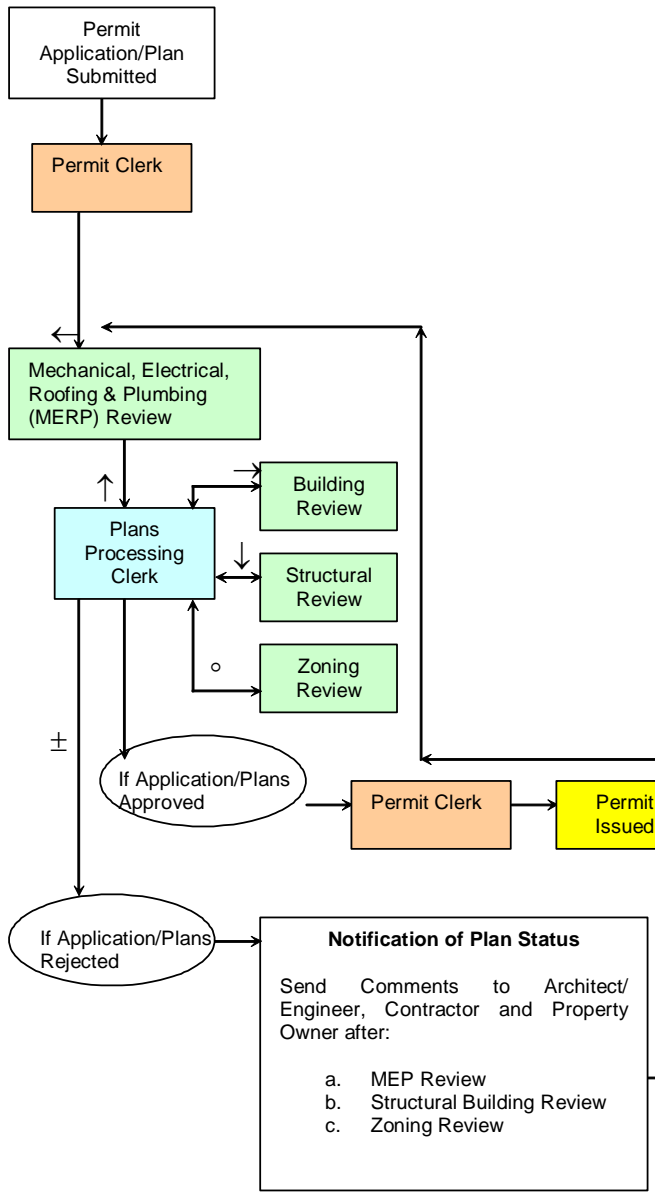 Permit
Application/Plan
Submitted
Permit Clerk
←
Mechanical, Electrical,
Roofing & Plumbing
(MERP) Review
↑
→
Building
Review
Plans
Processing
Clerk
↓
Structural
Review
°
Zoning
Review
±
If Application/Plans
Approved
Permit Clerk
Permit
Issued
If Application/Plans
Rejected
Notification of Plan Status
Send Comments to Architect/
Engineer, Contractor and Property
Owner after:
a. MEP Review
b. Structural Building Review
c. Zoning Review